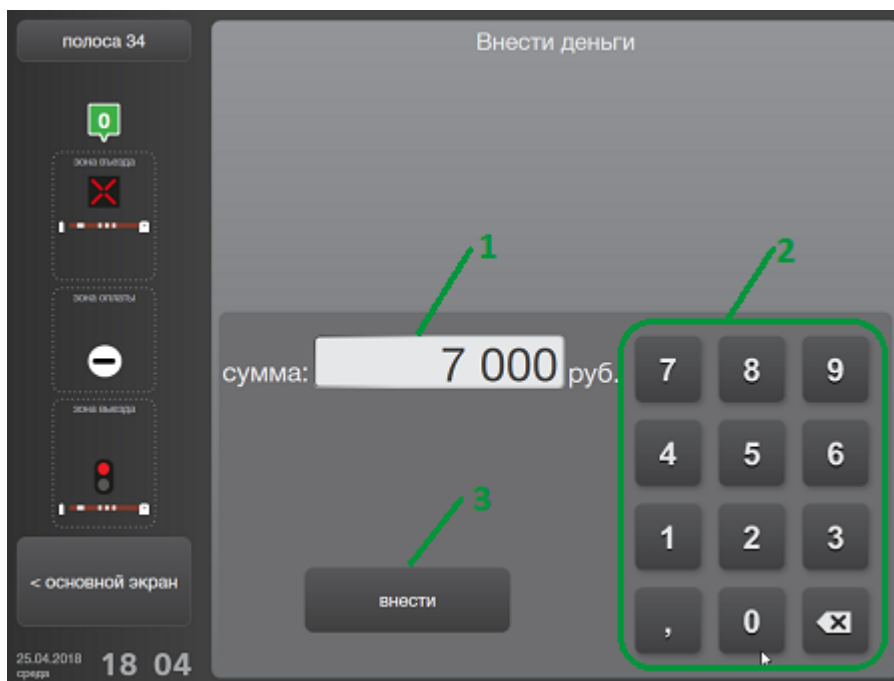 полоса 34
0
зона въезда
зона оплаты
зона выезда
< основной экран
25.04.2018
среда
18 04
Внести деньги
1
2
сумма: 7 000 руб.
7 8 9
4 5 6
1 2 3
, 0
3
внести